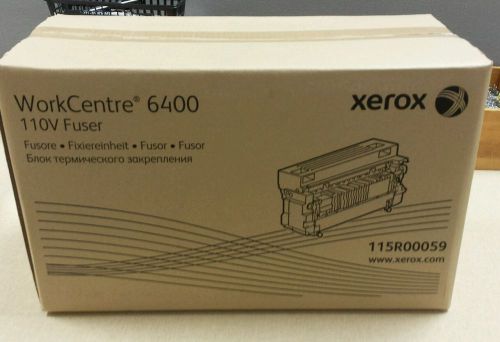 WorkCentre® 6400
110V Fuser
Fusore • Fixiereinheit • Fusor • Fusor
Блок термического закрепления
xerox
115R00059
www.xerox.com